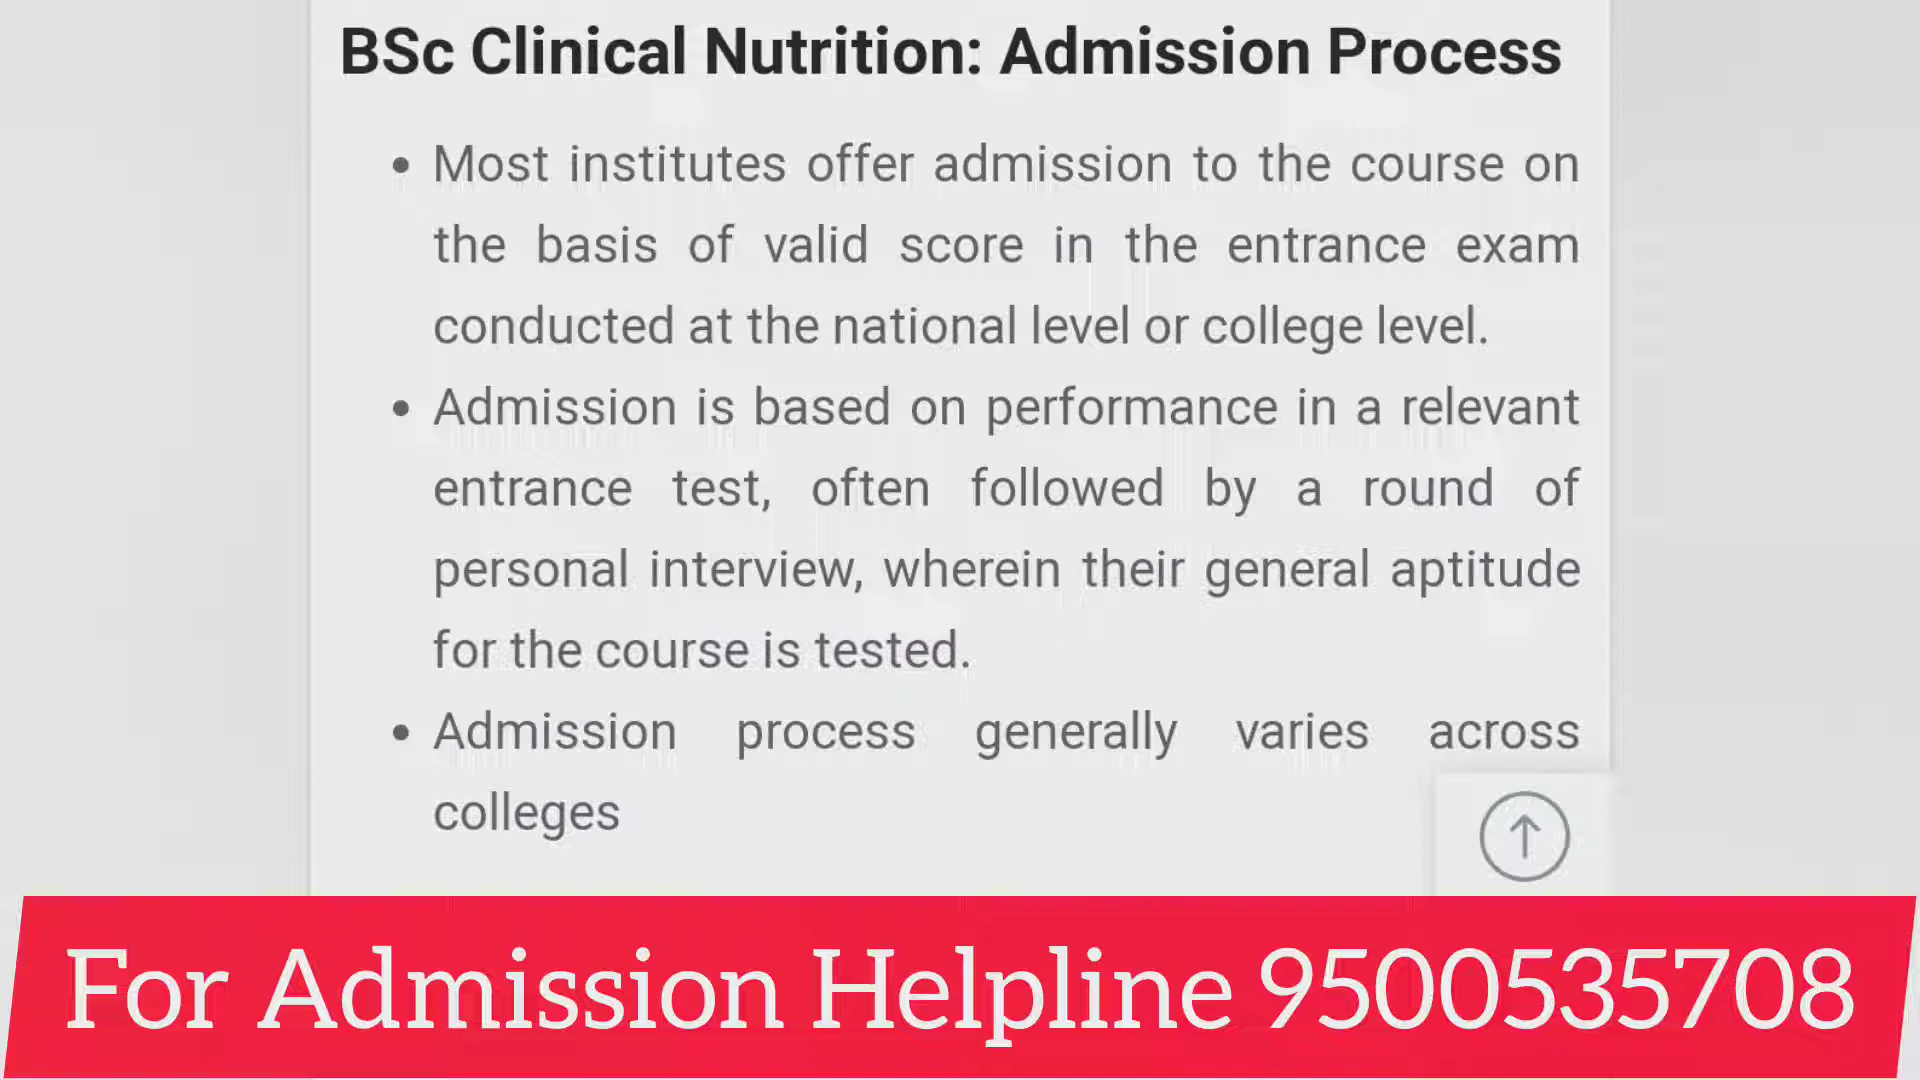 BSc Clinical Nutrition: Admission Process
• Most institutes offer admission to the course on
the basis of valid score in the entrance exam
conducted at the national level or college level.
• Admission is based on performance in a relevant
entrance test, often followed by a round of
personal interview, wherein their general aptitude
for the course is tested.
• Admission process generally varies across
colleges
For Admission Helpline 9500535708